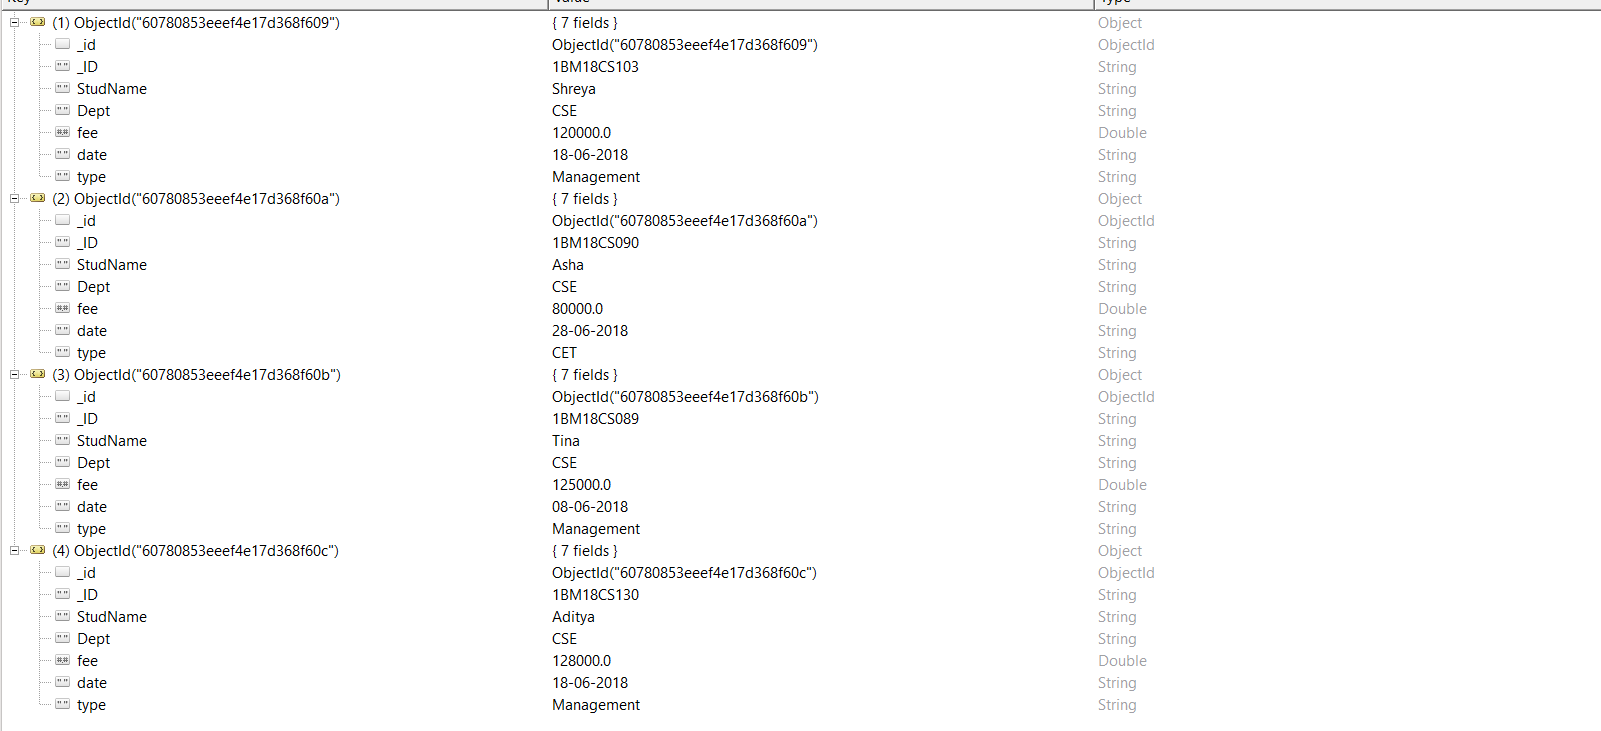 Key Value Type
(1) ObjectId("60780853eeef4e17d368f609") { 7 fields } Object
_id ObjectId("60780853eeef4e17d368f609") ObjectId
_ID 1BM18CS103 String
StudName Shreya String
Dept CSE String
fee 120000.0 Double
date 18-06-2018 String
type Management String
(2) ObjectId("60780853eeef4e17d368f60a") { 7 fields } Object
_id ObjectId("60780853eeef4e17d368f60a") ObjectId
_ID 1BM18CS090 String
StudName Asha String
Dept CSE String
fee 80000.0 Double
date 28-06-2018 String
type CET String
(3) ObjectId("60780853eeef4e17d368f60b") { 7 fields } Object
_id ObjectId("60780853eeef4e17d368f60b") ObjectId
_ID 1BM18CS089 String
StudName Tina String
Dept CSE String
fee 125000.0 Double
date 08-06-2018 String
type Management String
(4) ObjectId("60780853eeef4e17d368f60c") { 7 fields } Object
_id ObjectId("60780853eeef4e17d368f60c") ObjectId
_ID 1BM18CS130 String
StudName Aditya String
Dept CSE String
fee 128000.0 Double
date 18-06-2018 String
type Management String